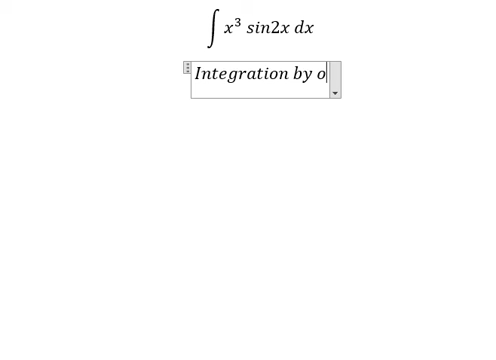 ∫ x³ sin2x dx
Integration by o